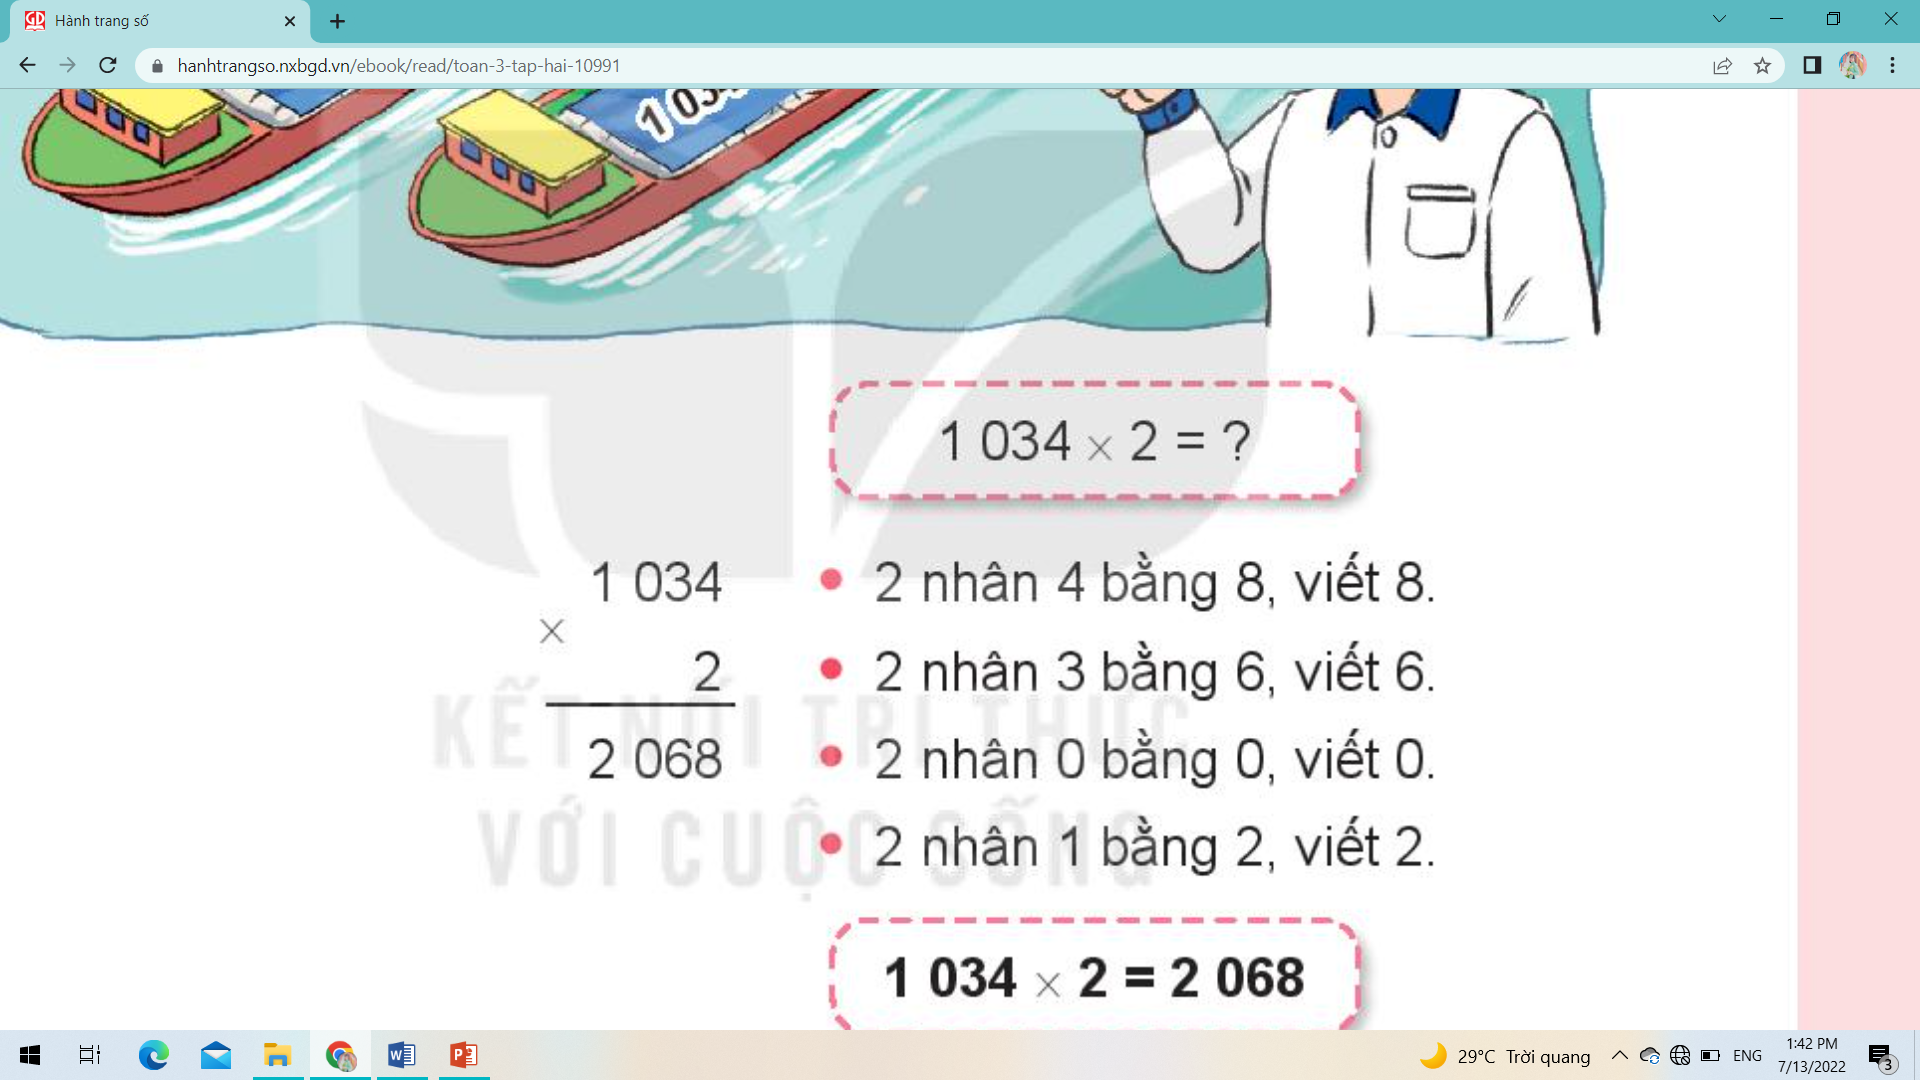 Hành trang số
hanhtrangso.nxbgd.vn/ebook/read/toan-3-tap-hai-10991
1 034 × 2 = ?
1 034
×
2
2 068
• 2 nhân 4 bằng 8, viết 8.
• 2 nhân 3 bằng 6, viết 6.
• 2 nhân 0 bằng 0, viết 0.
• 2 nhân 1 bằng 2, viết 2.
KẾT NỐI TRI THỨC
VỚI CUỘC SỐNG
1 034 × 2 = 2 068
29°C Trời quang
ENG
1:42 PM
7/13/2022
3